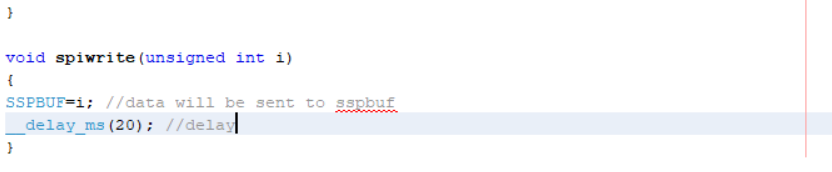 }
void spiwrite(unsigned int i)
{
SSPBUF=i; //data will be sent to sspbuf
__delay_ms(20); //delay
}